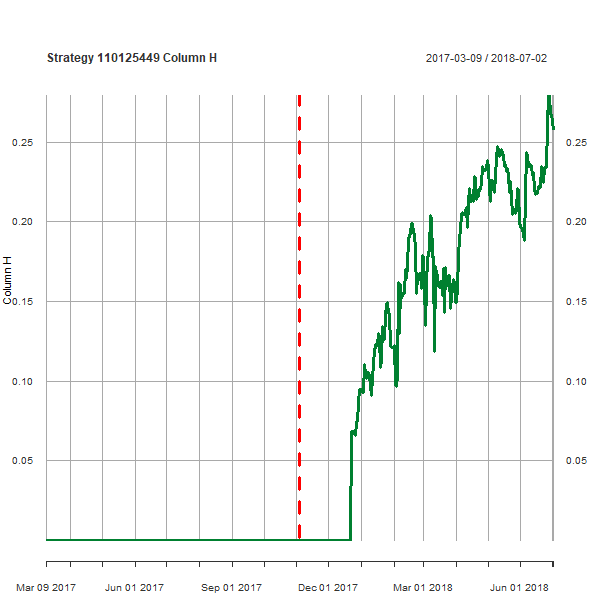 Strategy 110125449 Column H
2017-03-09 / 2018-07-02
0.25
0.25
0.20
0.20
0.15
0.15
0.10
0.10
0.05
0.05
Column H
Mar 09 2017
Jun 01 2017
Sep 01 2017
Dec 01 2017
Mar 01 2018
Jun 01 2018